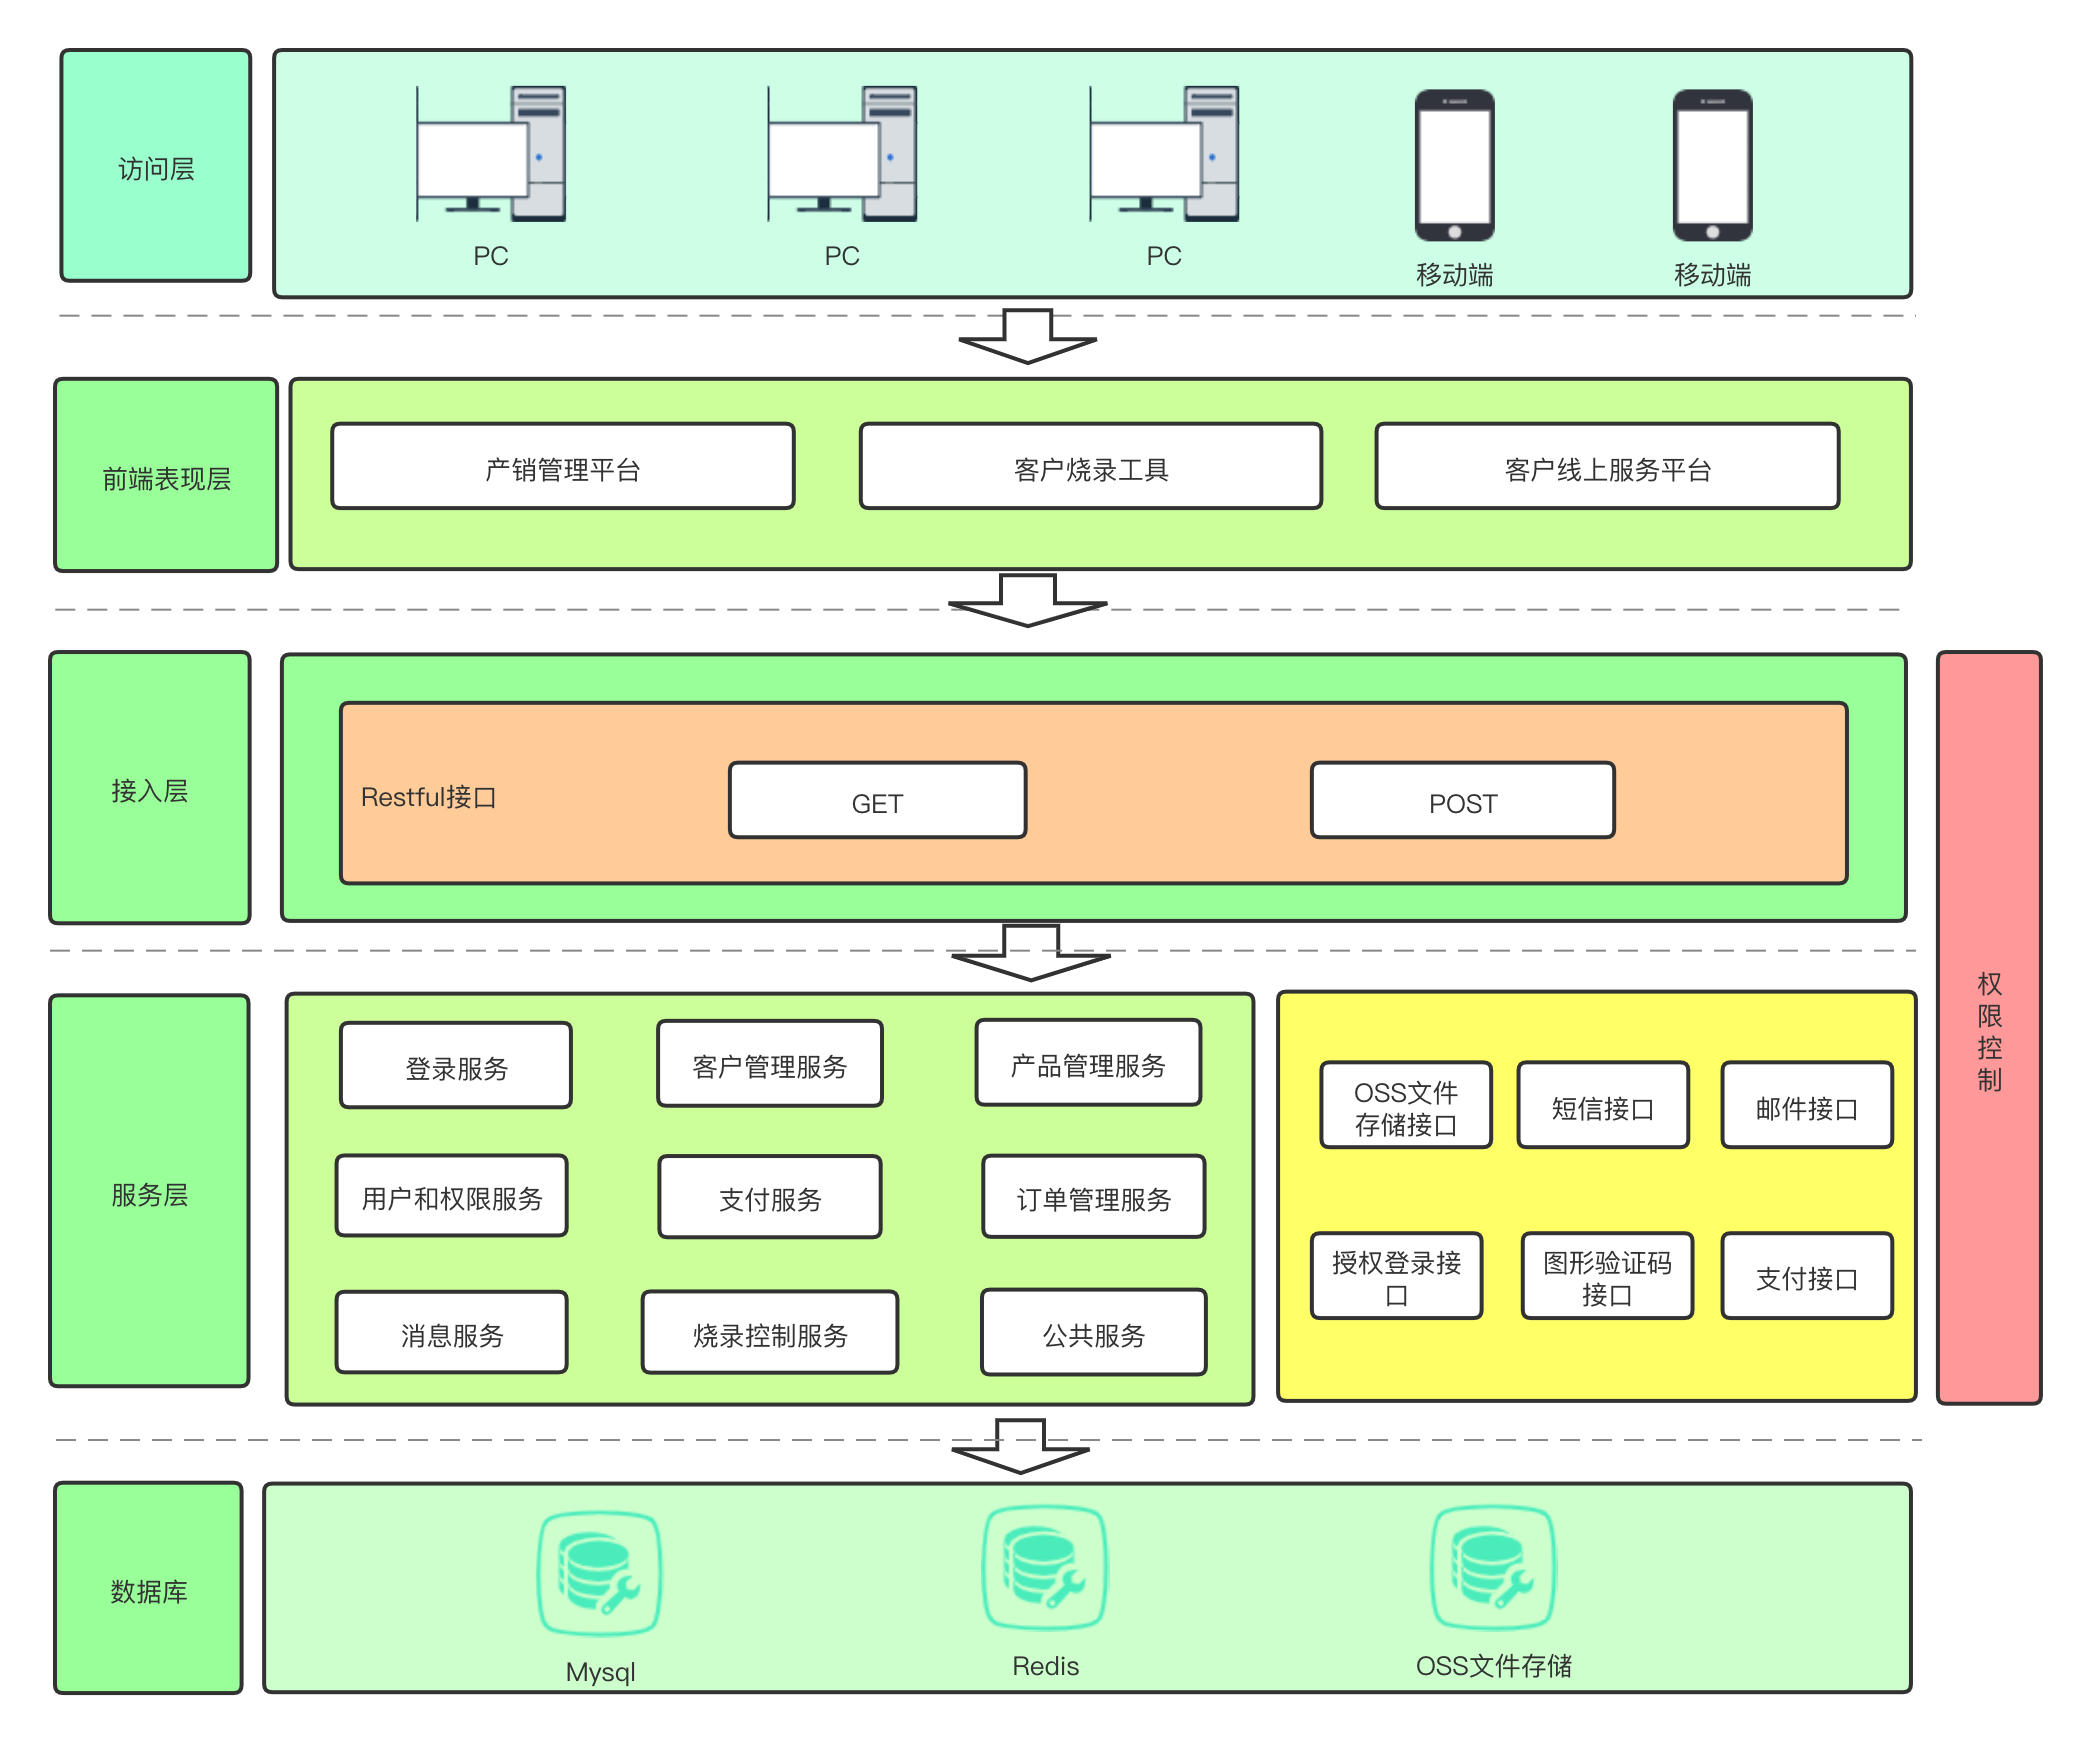 访问层
PC
PC
PC
移动端
移动端
前端表现层
产销管理平台
客户烧录工具
客户线上服务平台
接入层
Restful接口
GET
POST
权
限
控
制
服务层
登录服务
客户管理服务
产品管理服务
用户和权限服务
支付服务
订单管理服务
消息服务
烧录控制服务
公共服务
OSS文件
存储接口
短信接口
邮件接口
授权登录接
口
图形验证码
接口
支付接口
数据库
Mysql
Redis
OSS文件存储